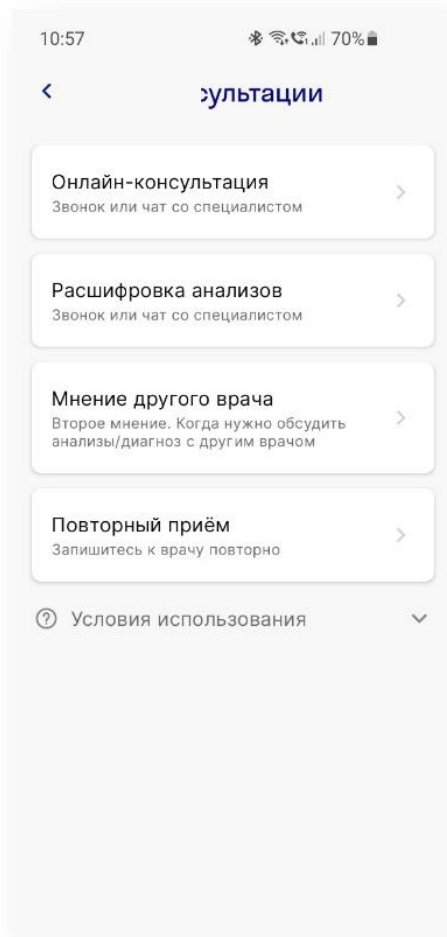 10:57 70%
сультации
Онлайн-консультация
Звонок или чат со специалистом
Расшифровка анализов
Звонок или чат со специалистом
Мнение другого врача
Второе мнение. Когда нужно обсудить
анализы/диагноз с другим врачом
Повторный приём
Запишитесь к врачу повторно
Условия использования